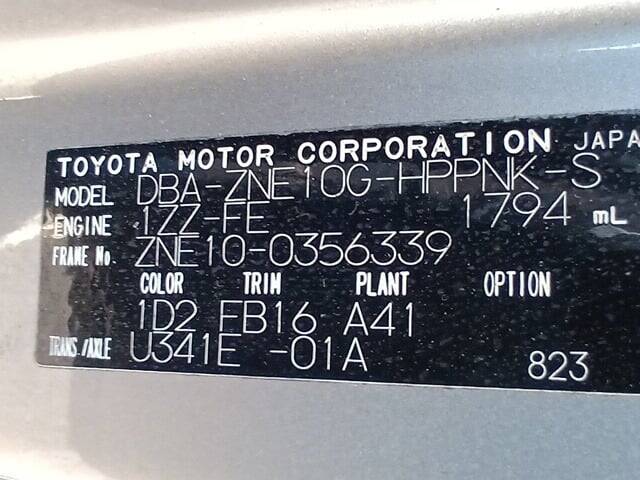 TOYOTA MOTOR CORPORATION JAPA
MODEL DBA-ZNE10G-HPPNK-S
ENGINE 1ZZ-FE 1794 mL
FRAME No. ZNE10-0356339
COLOR TRIM PLANT OPTION
1D2 FB16 A41
TRANS./AXLE U341E -01A
823